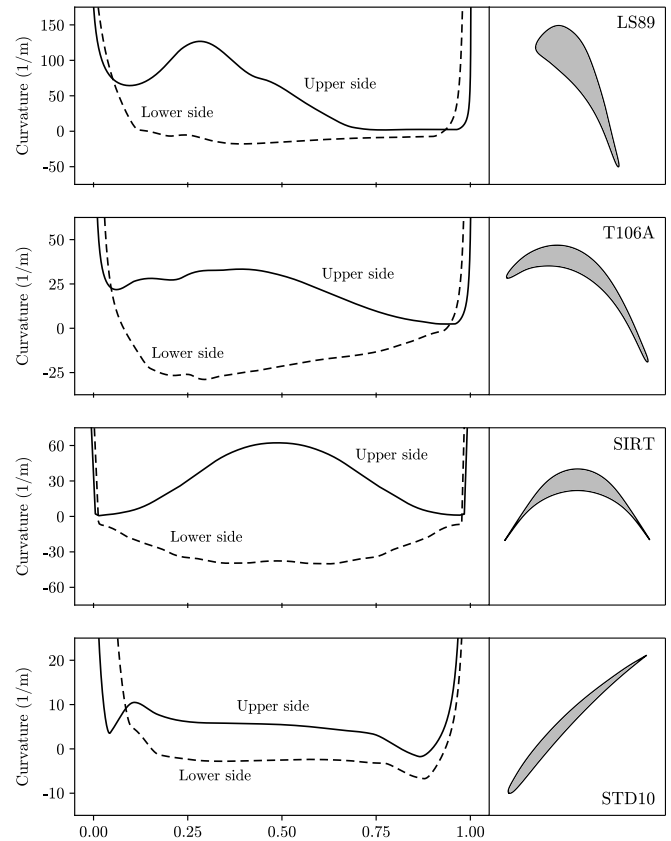 LS89
150
100
50
0
-50
Curvature (1/m)
Upper side
Lower side
T106A
50
25
0
-25
Curvature (1/m)
Upper side
Lower side
SIRT
60
30
0
-30
-60
Curvature (1/m)
Upper side
Lower side
20
10
0
-10
Curvature (1/m)
Upper side
Lower side
STD10
0.00 0.25 0.50 0.75 1.00